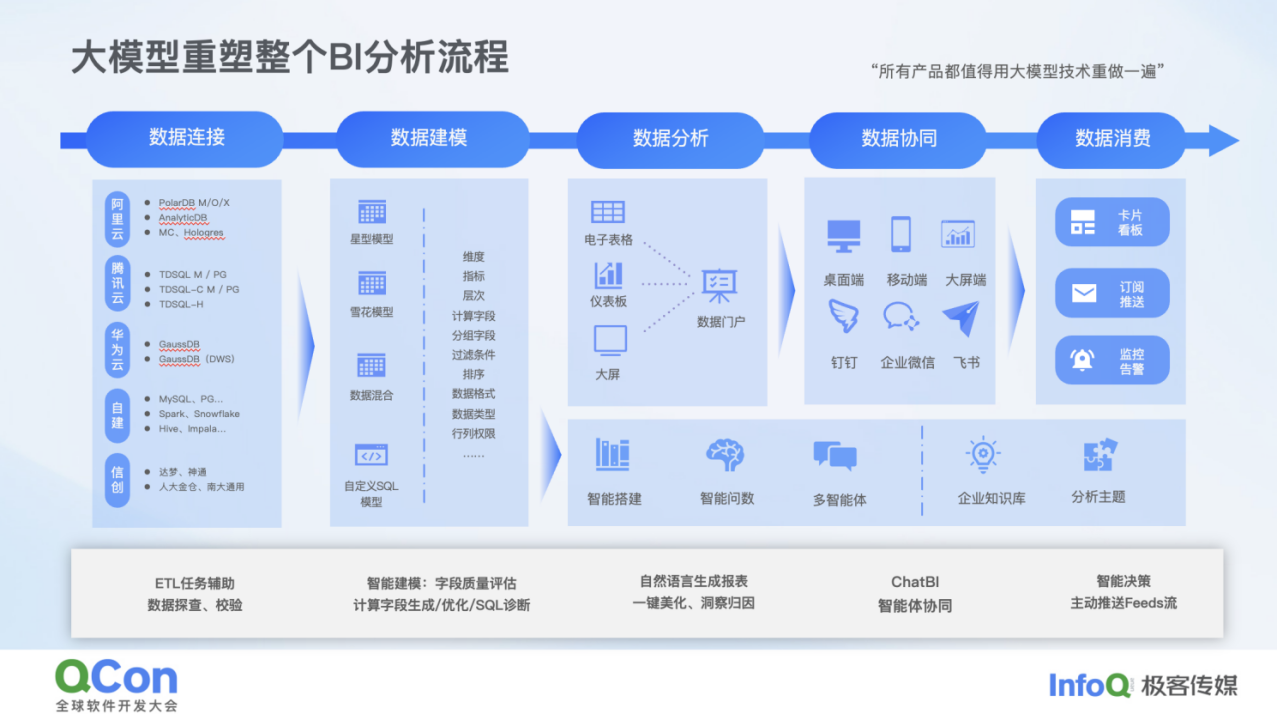 大模型重塑整个BI分析流程
“所有产品都值得用大模型技术重做一遍”
数据连接
数据建模
数据分析
数据协同
数据消费
阿里云
PolarDB M/O/X
AnalyticDB
MC、Hologres
腾讯云
TDSQL M / PG
TDSQL-C M / PG
TDSQL-H
华为云
GaussDB
GaussDB（DWS）
自建
MySQL、PG...
Spark、Snowflake
Hive、Impala...
信创
达梦、神通
人大金仓、南大通用
星型模型
雪花模型
数据混合
自定义SQL
模型
维度
指标
层次
计算字段
分组字段
过滤条件
排序
数据格式
数据类型
行列权限
......
电子表格
仪表板
大屏
数据门户
桌面端
移动端
大屏端
钉钉
企业微信
飞书
卡片
看板
订阅
推送
监控
告警
智能搭建
智能问数
多智能体
企业知识库
分析主题
ETL任务辅助
数据探查、校验
智能建模：字段质量评估
计算字段生成/优化/SQL诊断
自然语言生成报表
一键美化、洞察归因
ChatBI
智能体协同
智能决策
主动推送Feeds流
QCon
全球软件开发大会
InfoQ 极客传媒